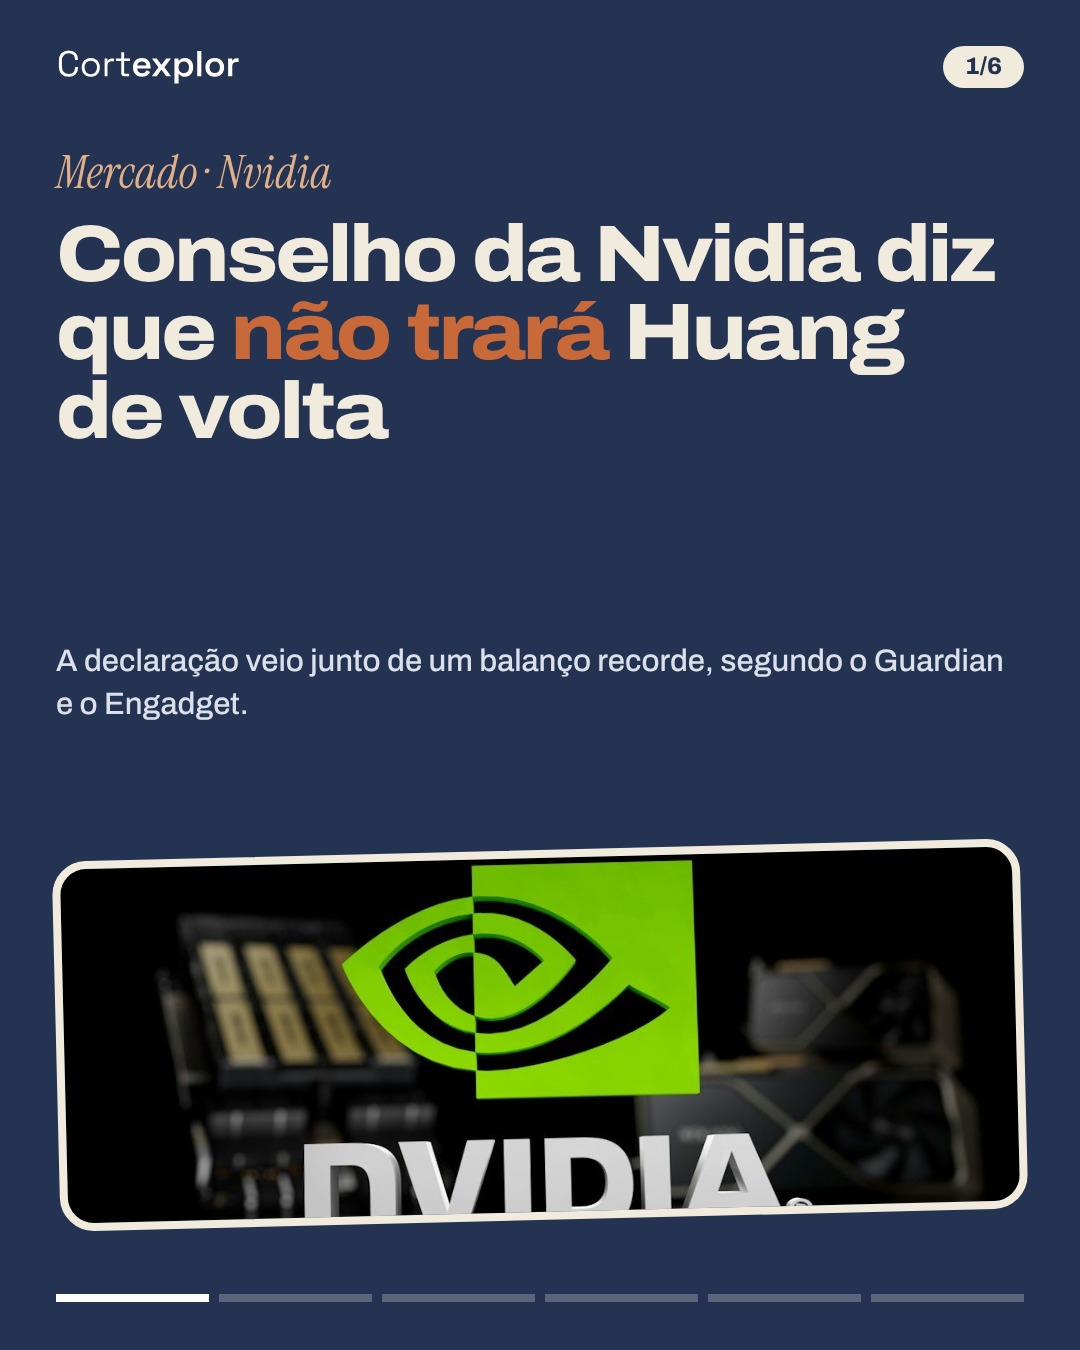 Cortexplor
1/6
Mercado · Nvidia
Conselho da Nvidia diz
que não trará Huang
de volta
A declaração veio junto de um balanço recorde, segundo o Guardian
e o Engadget.
NVIDIA